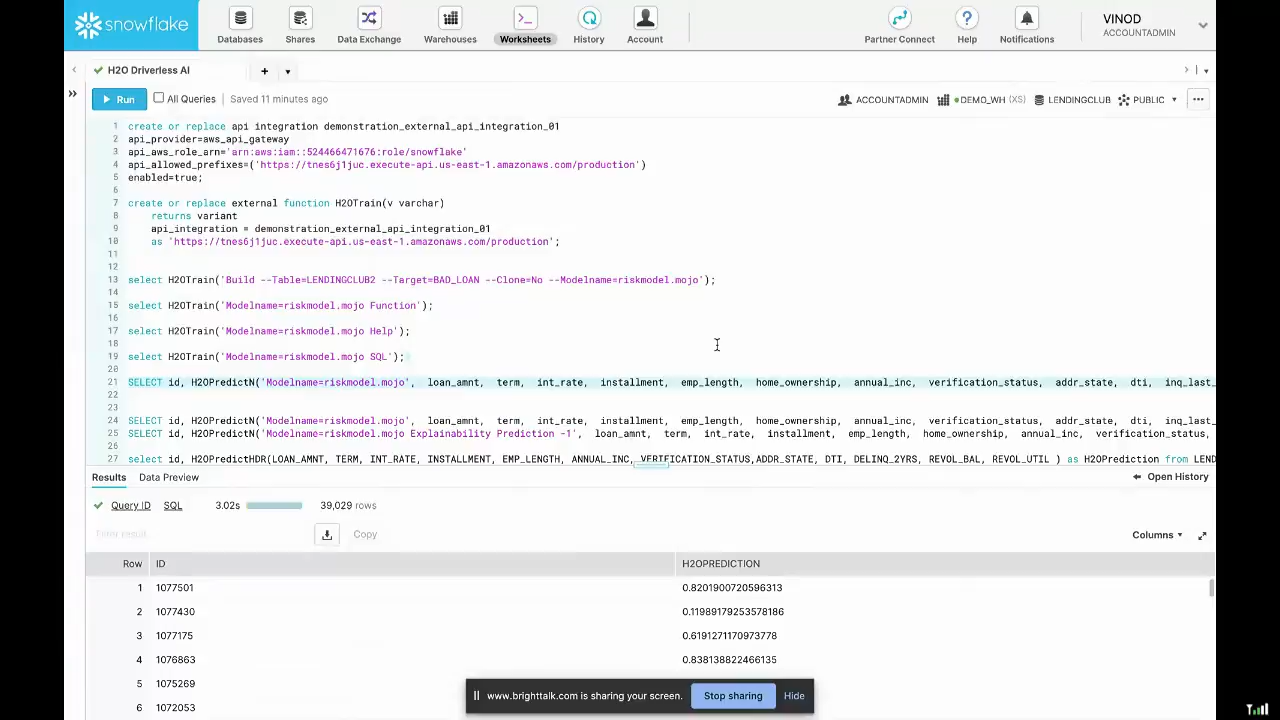 snowflake
Databases
Shares
Data Exchange
Warehouses
Worksheets
History
Account
Partner Connect
Help
Notifications
VINOD
ACCOUNTADMIN
H2O Driverless AI
Run
All Queries
Saved 11 minutes ago
ACCOUNTADMIN
DEMO_WH (XS)
LENDINGCLUB
PUBLIC
1 create or replace api integration demonstration_external_api_integration_01
2 api_provider=aws_api_gateway
3 api_aws_role_arn='arn:aws:iam::524466471676:role/snowflake'
4 api_allowed_prefixes=('https://tnes6j1juc.execute-api.us-east-1.amazonaws.com/production')
5 enabled=true;
6
7 create or replace external function H2OTrain(v varchar)
8 returns variant
9 api_integration = demonstration_external_api_integration_01
10 as 'https://tnes6j1juc.execute-api.us-east-1.amazonaws.com/production';
11
12
13 select H2OTrain('Build --Table=LENDINGCLUB2 --Target=BAD_LOAN --Clone=No --Modelname=riskmodel.mojo');
14
15 select H2OTrain('Modelname=riskmodel.mojo Function');
16
17 select H2OTrain('Modelname=riskmodel.mojo Help');
18
19 select H2OTrain('Modelname=riskmodel.mojo SQL');
20
21 SELECT id, H2OPredictN('Modelname=riskmodel.mojo', loan_amnt, term, int_rate, installment, emp_length, home_ownership, annual_inc, verification_status, addr_state, dti, inq_last_
22
23
24 SELECT id, H2OPredictN('Modelname=riskmodel.mojo', loan_amnt, term, int_rate, installment, emp_length, home_ownership, annual_inc, verification_status, addr_state, dti, inq_last_
25 SELECT id, H2OPredictN('Modelname=riskmodel.mojo Explainability Prediction -1', loan_amnt, term, int_rate, installment, emp_length, home_ownership, annual_inc, verification_status,
26
27 select id, H2OPredictHDR(LOAN_AMNT, TERM, INT_RATE, INSTALLMENT, EMP_LENGTH, ANNUAL_INC, VERIFICATION_STATUS,ADDR_STATE, DTI, DELINQ_2YRS, REVOL_BAL, REVOL_UTIL ) as H2OPrediction from LEND
Results
Data Preview
Open History
Query ID
SQL
3.02s
39,029 rows
Filter result...
Copy
Columns
Row ID H2OPREDICTION
1 1077501 0.8201900720596313
2 1077430 0.11989179253578186
3 1077175 0.6191271170973778
4 1076863 0.838138822466135
5 1075269
6 1072053
www.brighttalk.com is sharing your screen.
Stop sharing
Hide